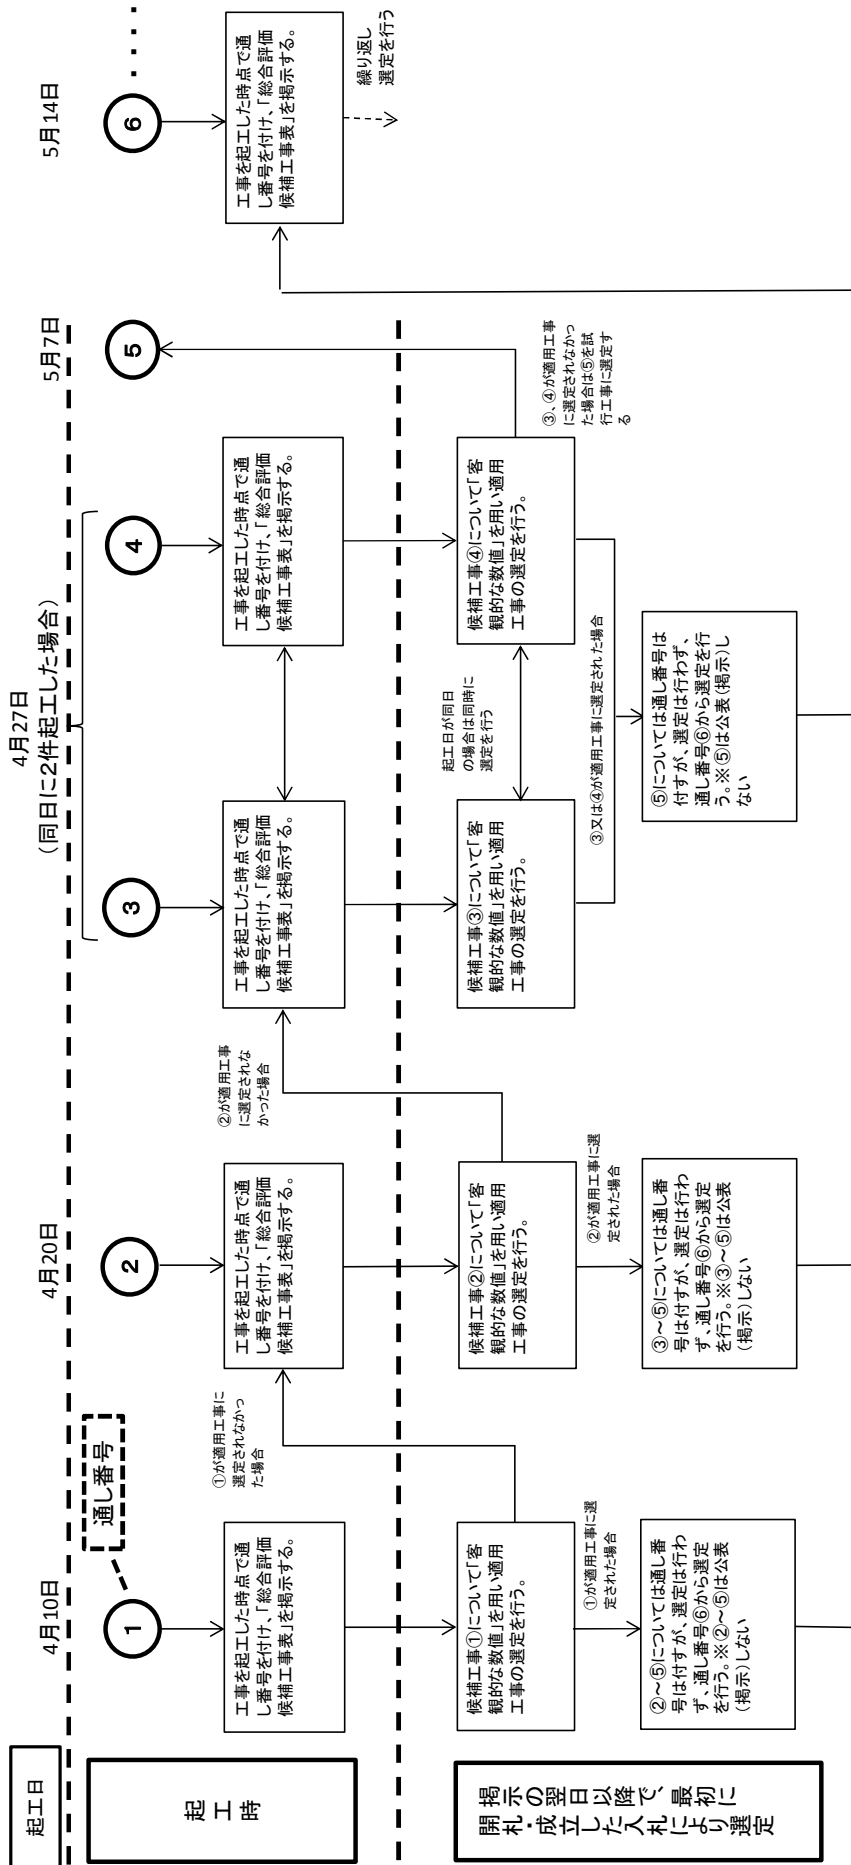 起工日
4月10日
4月20日
4月27日
（同日に2件起工した場合）
5月7日
5月14日
通し番号
1
2
3
4
5
6
・・・・
起工時
工事を起工した時点で通
し番号を付け、「総合評価
候補工事表」を掲示する。
工事を起工した時点で通
し番号を付け、「総合評価
候補工事表」を掲示する。
工事を起工した時点で通
し番号を付け、「総合評価
候補工事表」を掲示する。
工事を起工した時点で通
し番号を付け、「総合評価
候補工事表」を掲示する。
工事を起工した時点で通
し番号を付け、「総合評価
候補工事表」を掲示する。
繰り返し
選定を行う
①が適用工事に
選定されなかっ
た場合
②が適用工事
に選定されな
かった場合
掲示の翌日以降で、最初に
開札・成立した入札により選定
候補工事①について「客
観的な数値」を用い適用
工事の選定を行う。
候補工事②について「客
観的な数値」を用い適用
工事の選定を行う。
候補工事③について「客
観的な数値」を用い適用
工事の選定を行う。
起工日が同日
の場合は同時に
選定を行う
候補工事④について「客
観的な数値」を用い適用
工事の選定を行う。
③、④が適用工事
に選定されなかっ
た場合は⑤を試
行工事に選定す
る
①が適用工事に選
定された場合
②が適用工事に選
定された場合
③又は④が適用工事に選定された場合
②～⑤については通し番
号は付すが、選定は行わ
ず、通し番号⑥から選定
を行う。※②～⑤は公表
（掲示）しない
③～⑤については通し番
号は付すが、選定は行わ
ず、通し番号⑥から選定
を行う。※③～⑤は公表
（掲示）しない
⑤については通し番号は
付すが、選定は行わず、
通し番号⑥から選定を行
う。※⑤は公表（掲示）し
ない